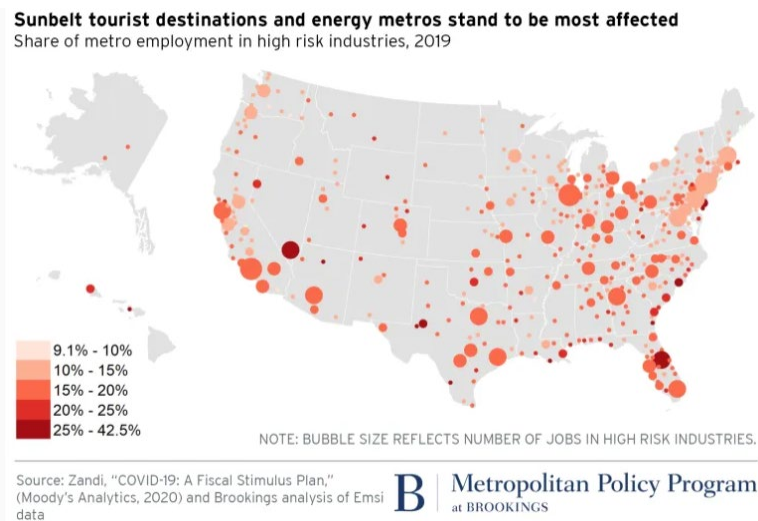 Sunbelt tourist destinations and energy metros stand to be most affected
Share of metro employment in high risk industries, 2019
9.1% - 10%
10% - 15%
15% - 20%
20% - 25%
25% - 42.5%
NOTE: BUBBLE SIZE REFLECTS NUMBER OF JOBS IN HIGH RISK INDUSTRIES.
Source: Zandi, “COVID-19: A Fiscal Stimulus Plan,”
(Moody’s Analytics, 2020) and Brookings analysis of Emsi
data
B
Metropolitan Policy Program
at BROOKINGS